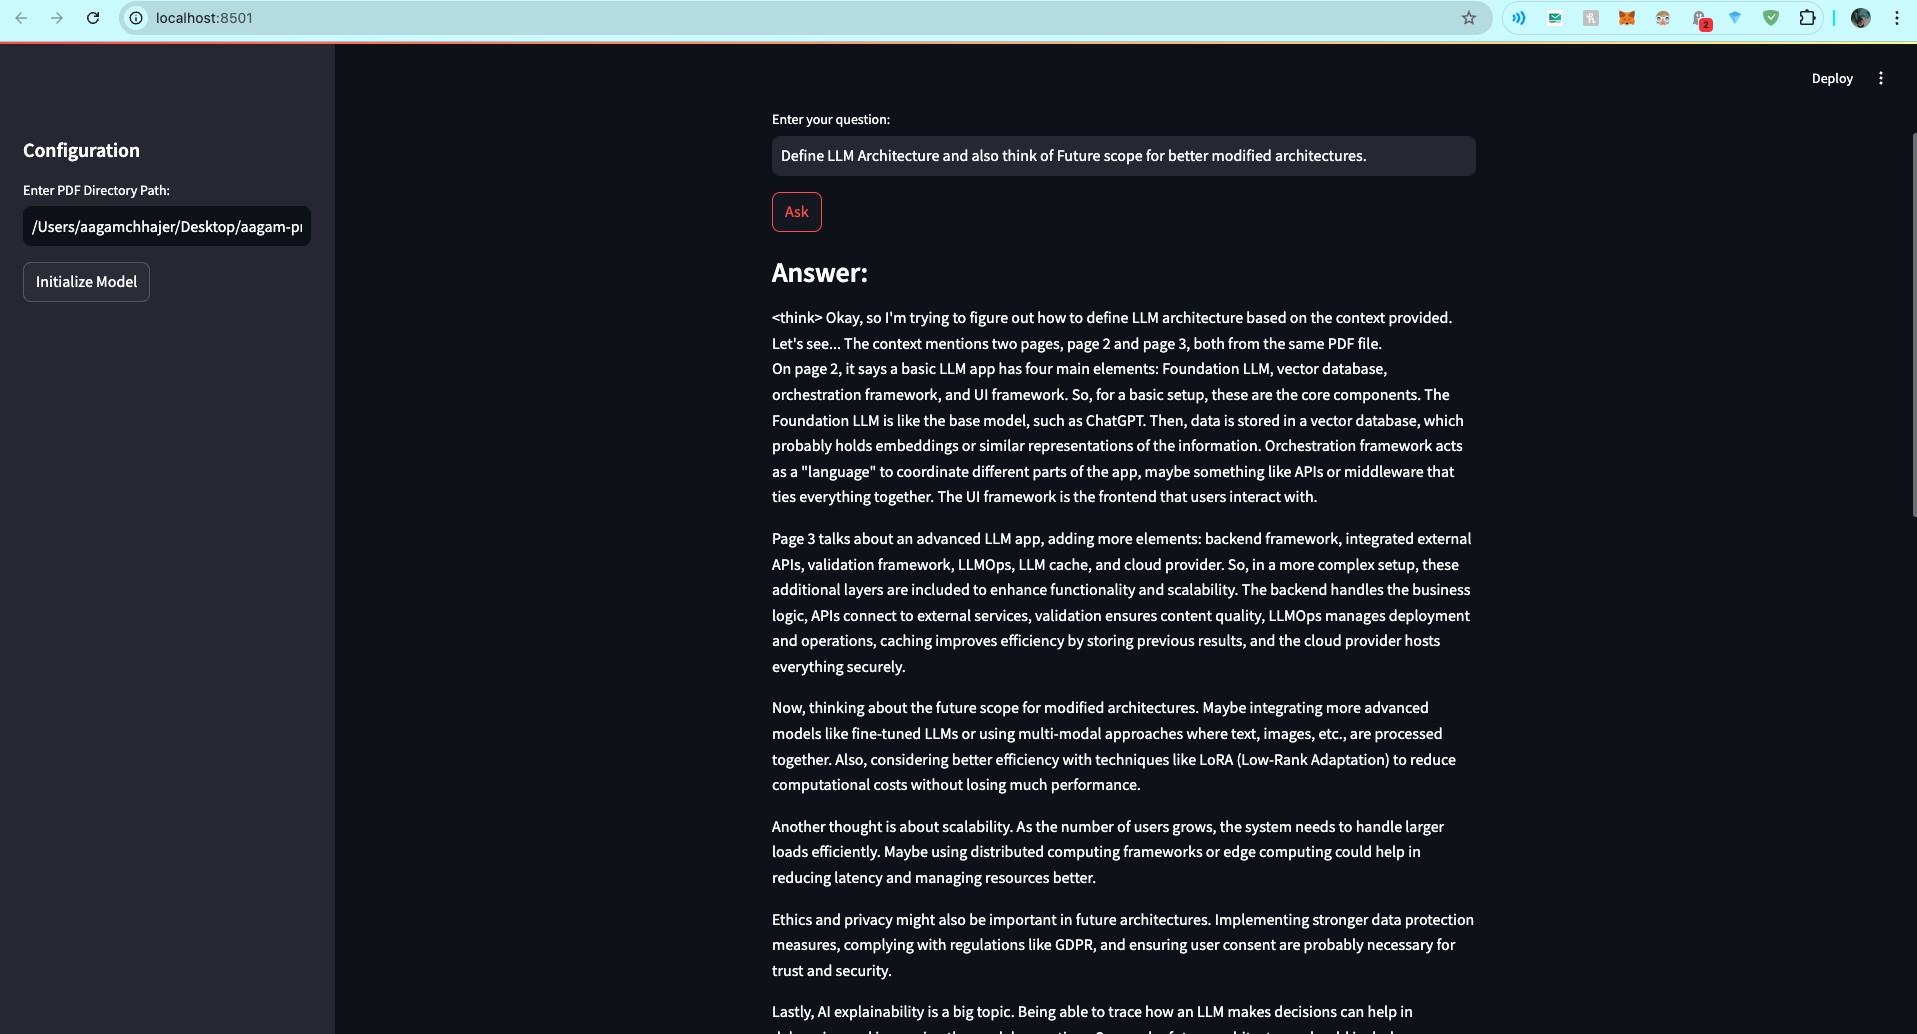 localhost:8501
2
Deploy
Configuration
Enter PDF Directory Path:
/Users/aagamchhajer/Desktop/aagam-pr
Initialize Model
Enter your question:
Define LLM Architecture and also think of Future scope for better modified architectures.
Ask
Answer:
<think> Okay, so I'm trying to figure out how to define LLM architecture based on the context provided.
Let's see... The context mentions two pages, page 2 and page 3, both from the same PDF file.
On page 2, it says a basic LLM app has four main elements: Foundation LLM, vector database,
orchestration framework, and UI framework. So, for a basic setup, these are the core components. The
Foundation LLM is like the base model, such as ChatGPT. Then, data is stored in a vector database, which
probably holds embeddings or similar representations of the information. Orchestration framework acts
as a "language" to coordinate different parts of the app, maybe something like APIs or middleware that
ties everything together. The UI framework is the frontend that users interact with.
Page 3 talks about an advanced LLM app, adding more elements: backend framework, integrated external
APIs, validation framework, LLMOps, LLM cache, and cloud provider. So, in a more complex setup, these
additional layers are included to enhance functionality and scalability. The backend handles the business
logic, APIs connect to external services, validation ensures content quality, LLMOps manages deployment
and operations, caching improves efficiency by storing previous results, and the cloud provider hosts
everything securely.
Now, thinking about the future scope for modified architectures. Maybe integrating more advanced
models like fine-tuned LLMs or using multi-modal approaches where text, images, etc., are processed
together. Also, considering better efficiency with techniques like LoRA (Low-Rank Adaptation) to reduce
computational costs without losing much performance.
Another thought is about scalability. As the number of users grows, the system needs to handle larger
loads efficiently. Maybe using distributed computing frameworks or edge computing could help in
reducing latency and managing resources better.
Ethics and privacy might also be important in future architectures. Implementing stronger data protection
measures, complying with regulations like GDPR, and ensuring user consent are probably necessary for
trust and security.
Lastly, AI explainability is a big topic. Being able to trace how an LLM makes decisions can help in